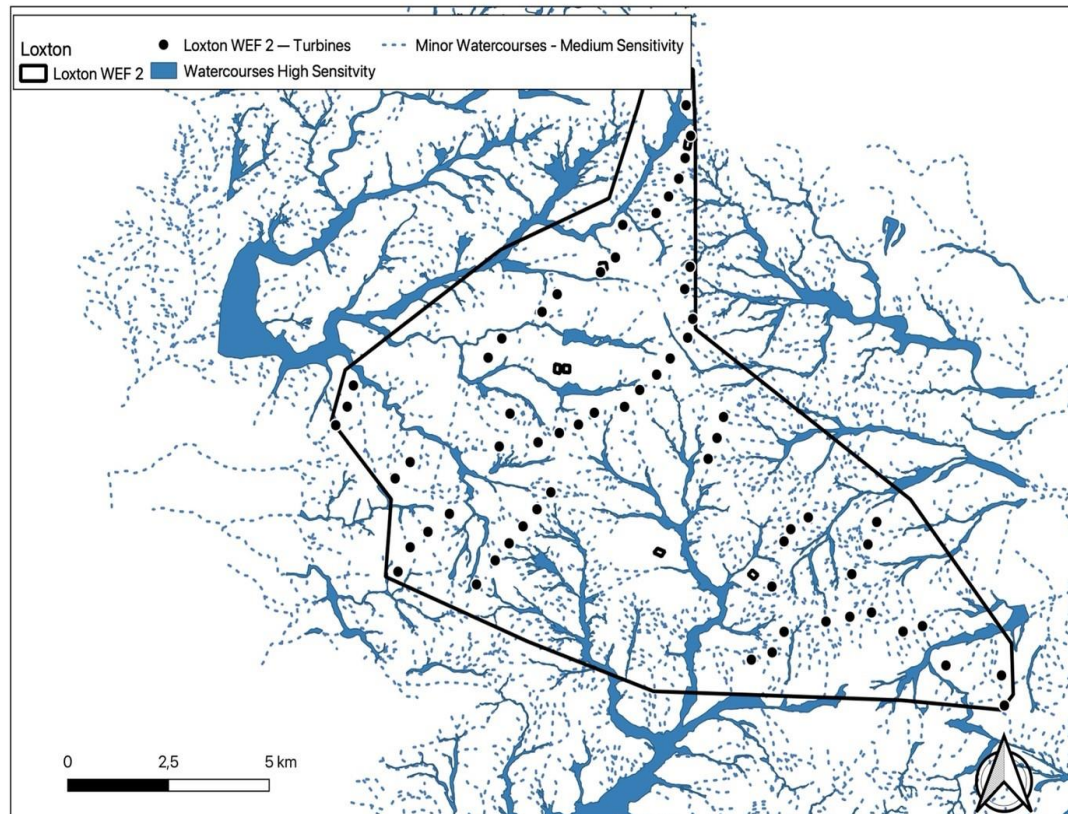 Loxton
Loxton WEF 2 — Turbines
Minor Watercourses - Medium Sensitivity
Loxton WEF 2
Watercourses High Sensitvity
0 2,5 5 km